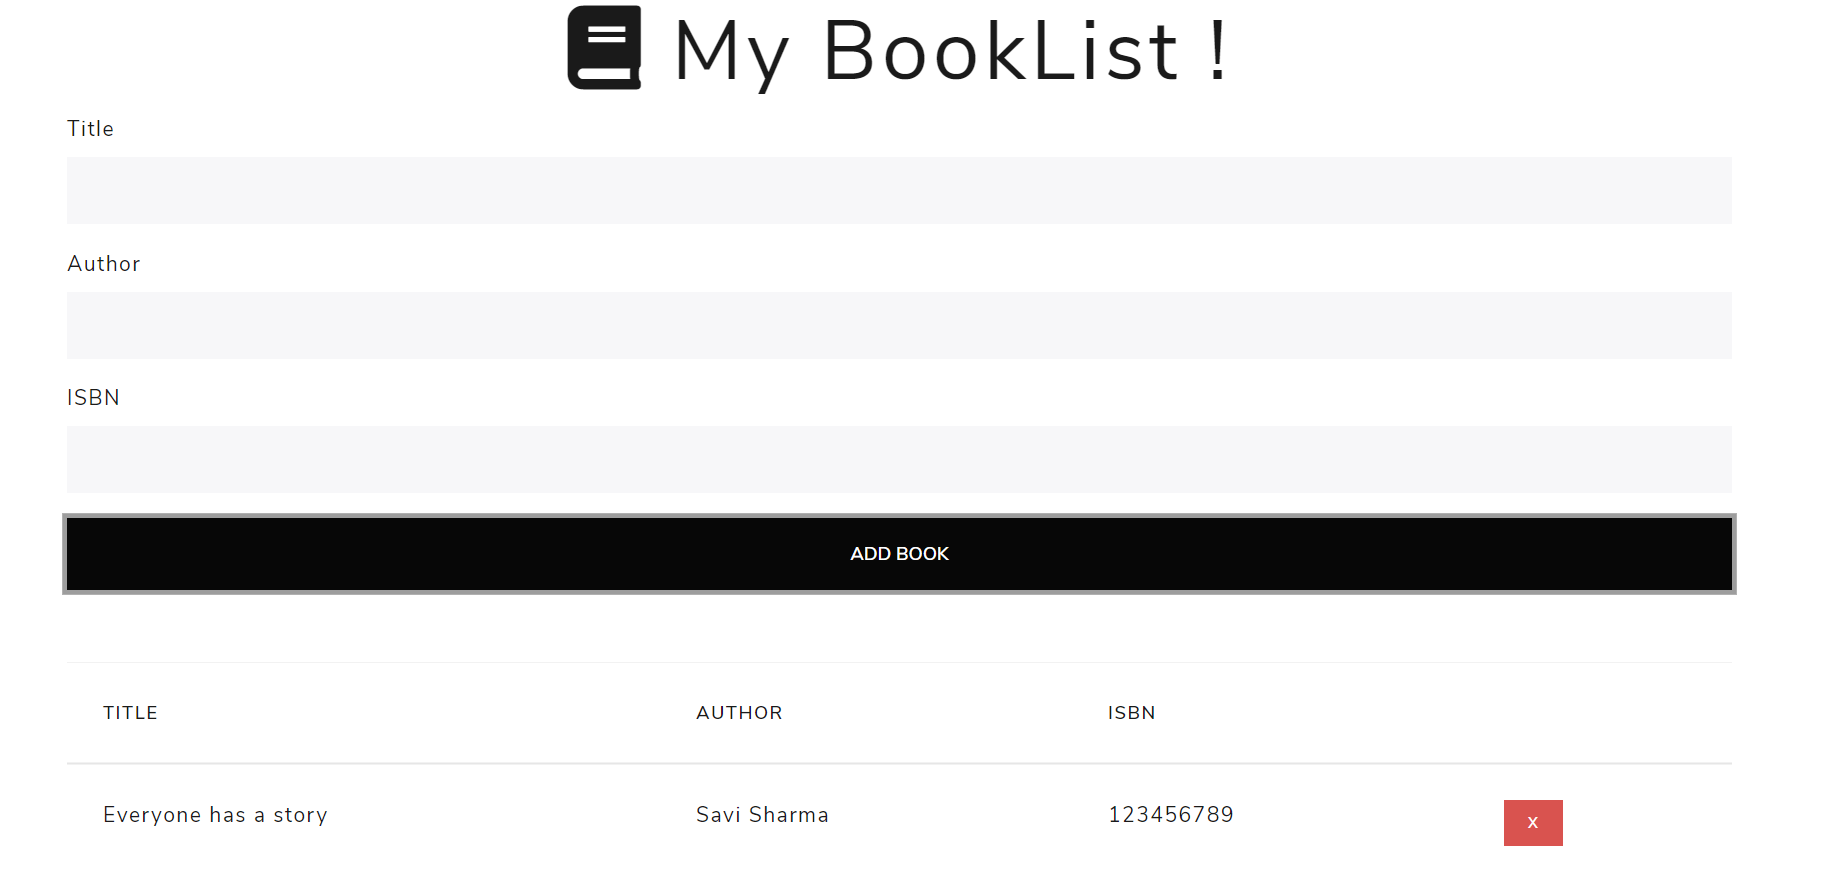 My BookList !
Title
Author
ISBN
ADD BOOK
TITLE AUTHOR ISBN
Everyone has a story Savi Sharma 123456789 X